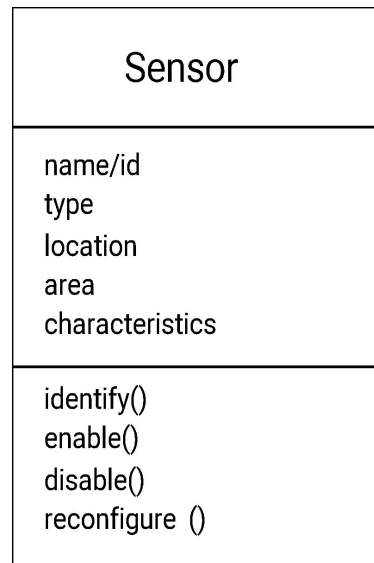 Sensor
name/id
type
location
area
characteristics
identify()
enable()
disable()
reconfigure ()